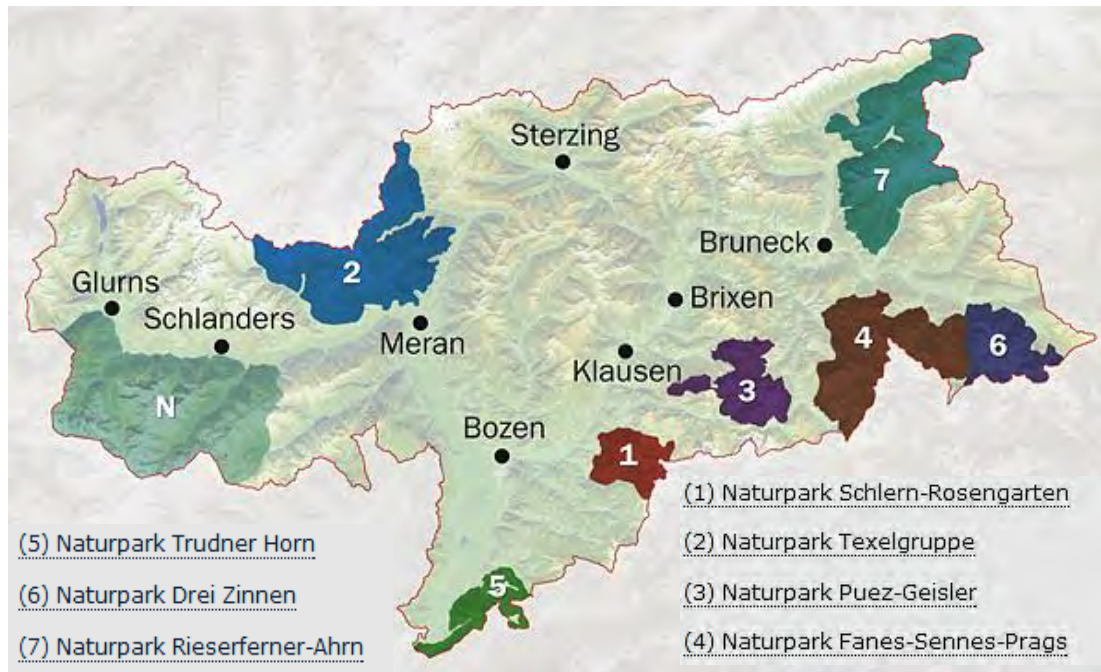 Sterzing
7
Bruneck
2
Glurns
Brixen
Schlanders
Meran
4
6
Klausen
3
N
Bozen
1
(1) Naturpark Schlern-Rosengarten
(5) Naturpark Trudner Horn
(2) Naturpark Texelgruppe
5
(6) Naturpark Drei Zinnen
(3) Naturpark Puez-Geisler
(7) Naturpark Rieserferner-Ahrn
(4) Naturpark Fanes-Sennes-Prags